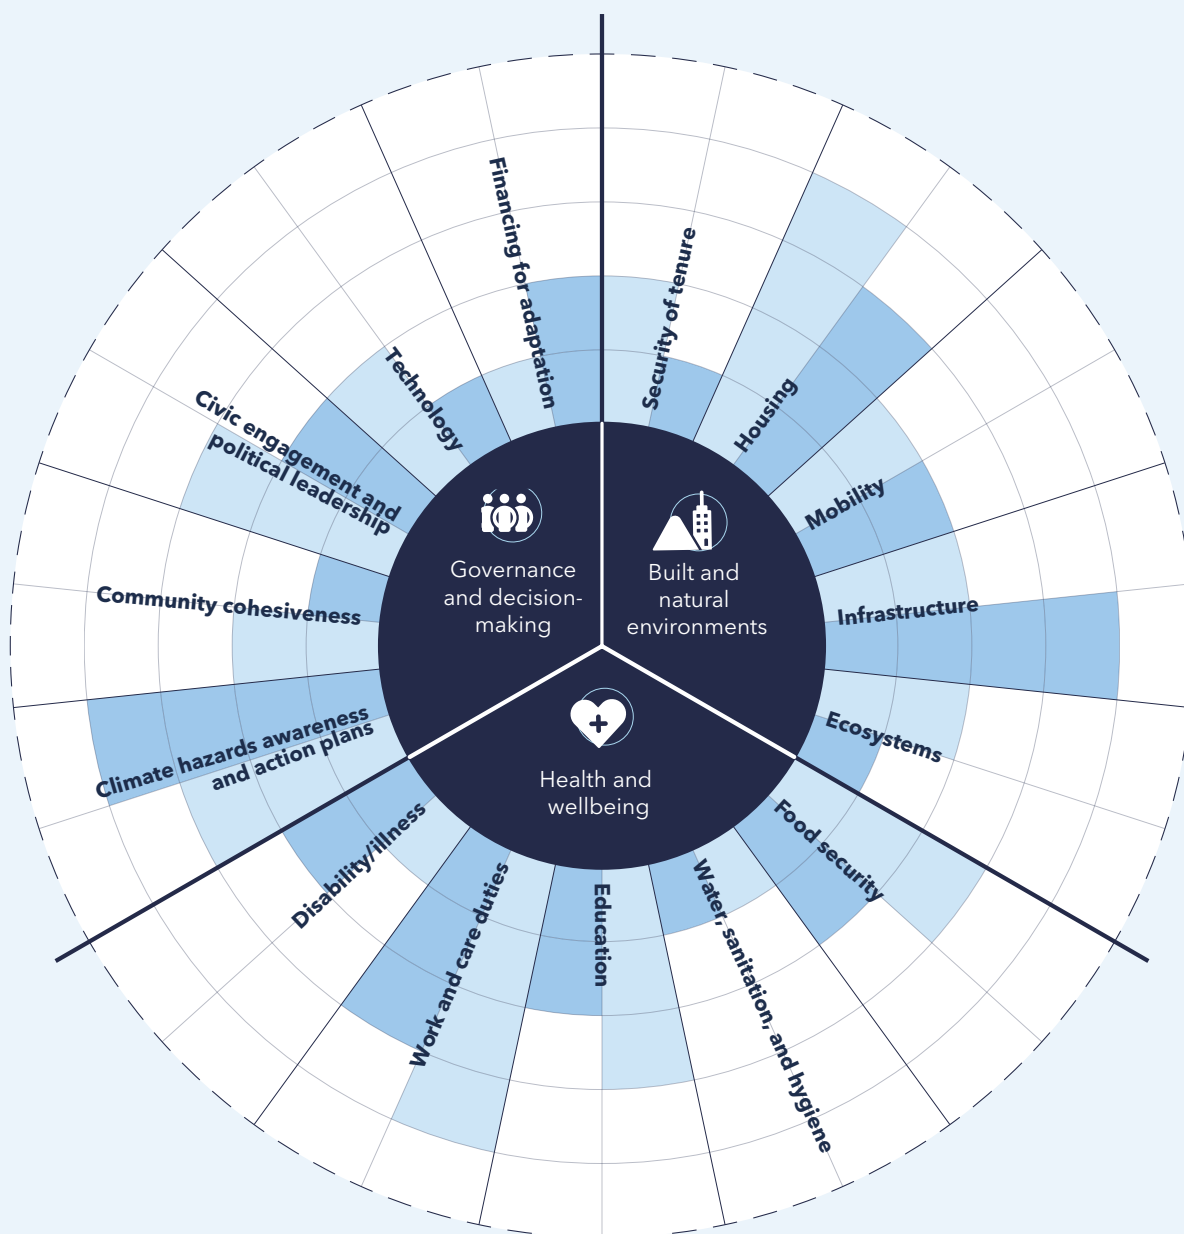 Financing for adaptation
Security of tenure
Housing
Mobility
Infrastructure
Ecosystems
Food security
Water, sanitation, and hygiene
Education
Work and care duties
Disability/illness
Climate hazards awareness
and action plans
Community cohesiveness
Civic engagement and
political leadership
Technology
Governance
and decision-
making
Built and
natural
environments
Health and
wellbeing